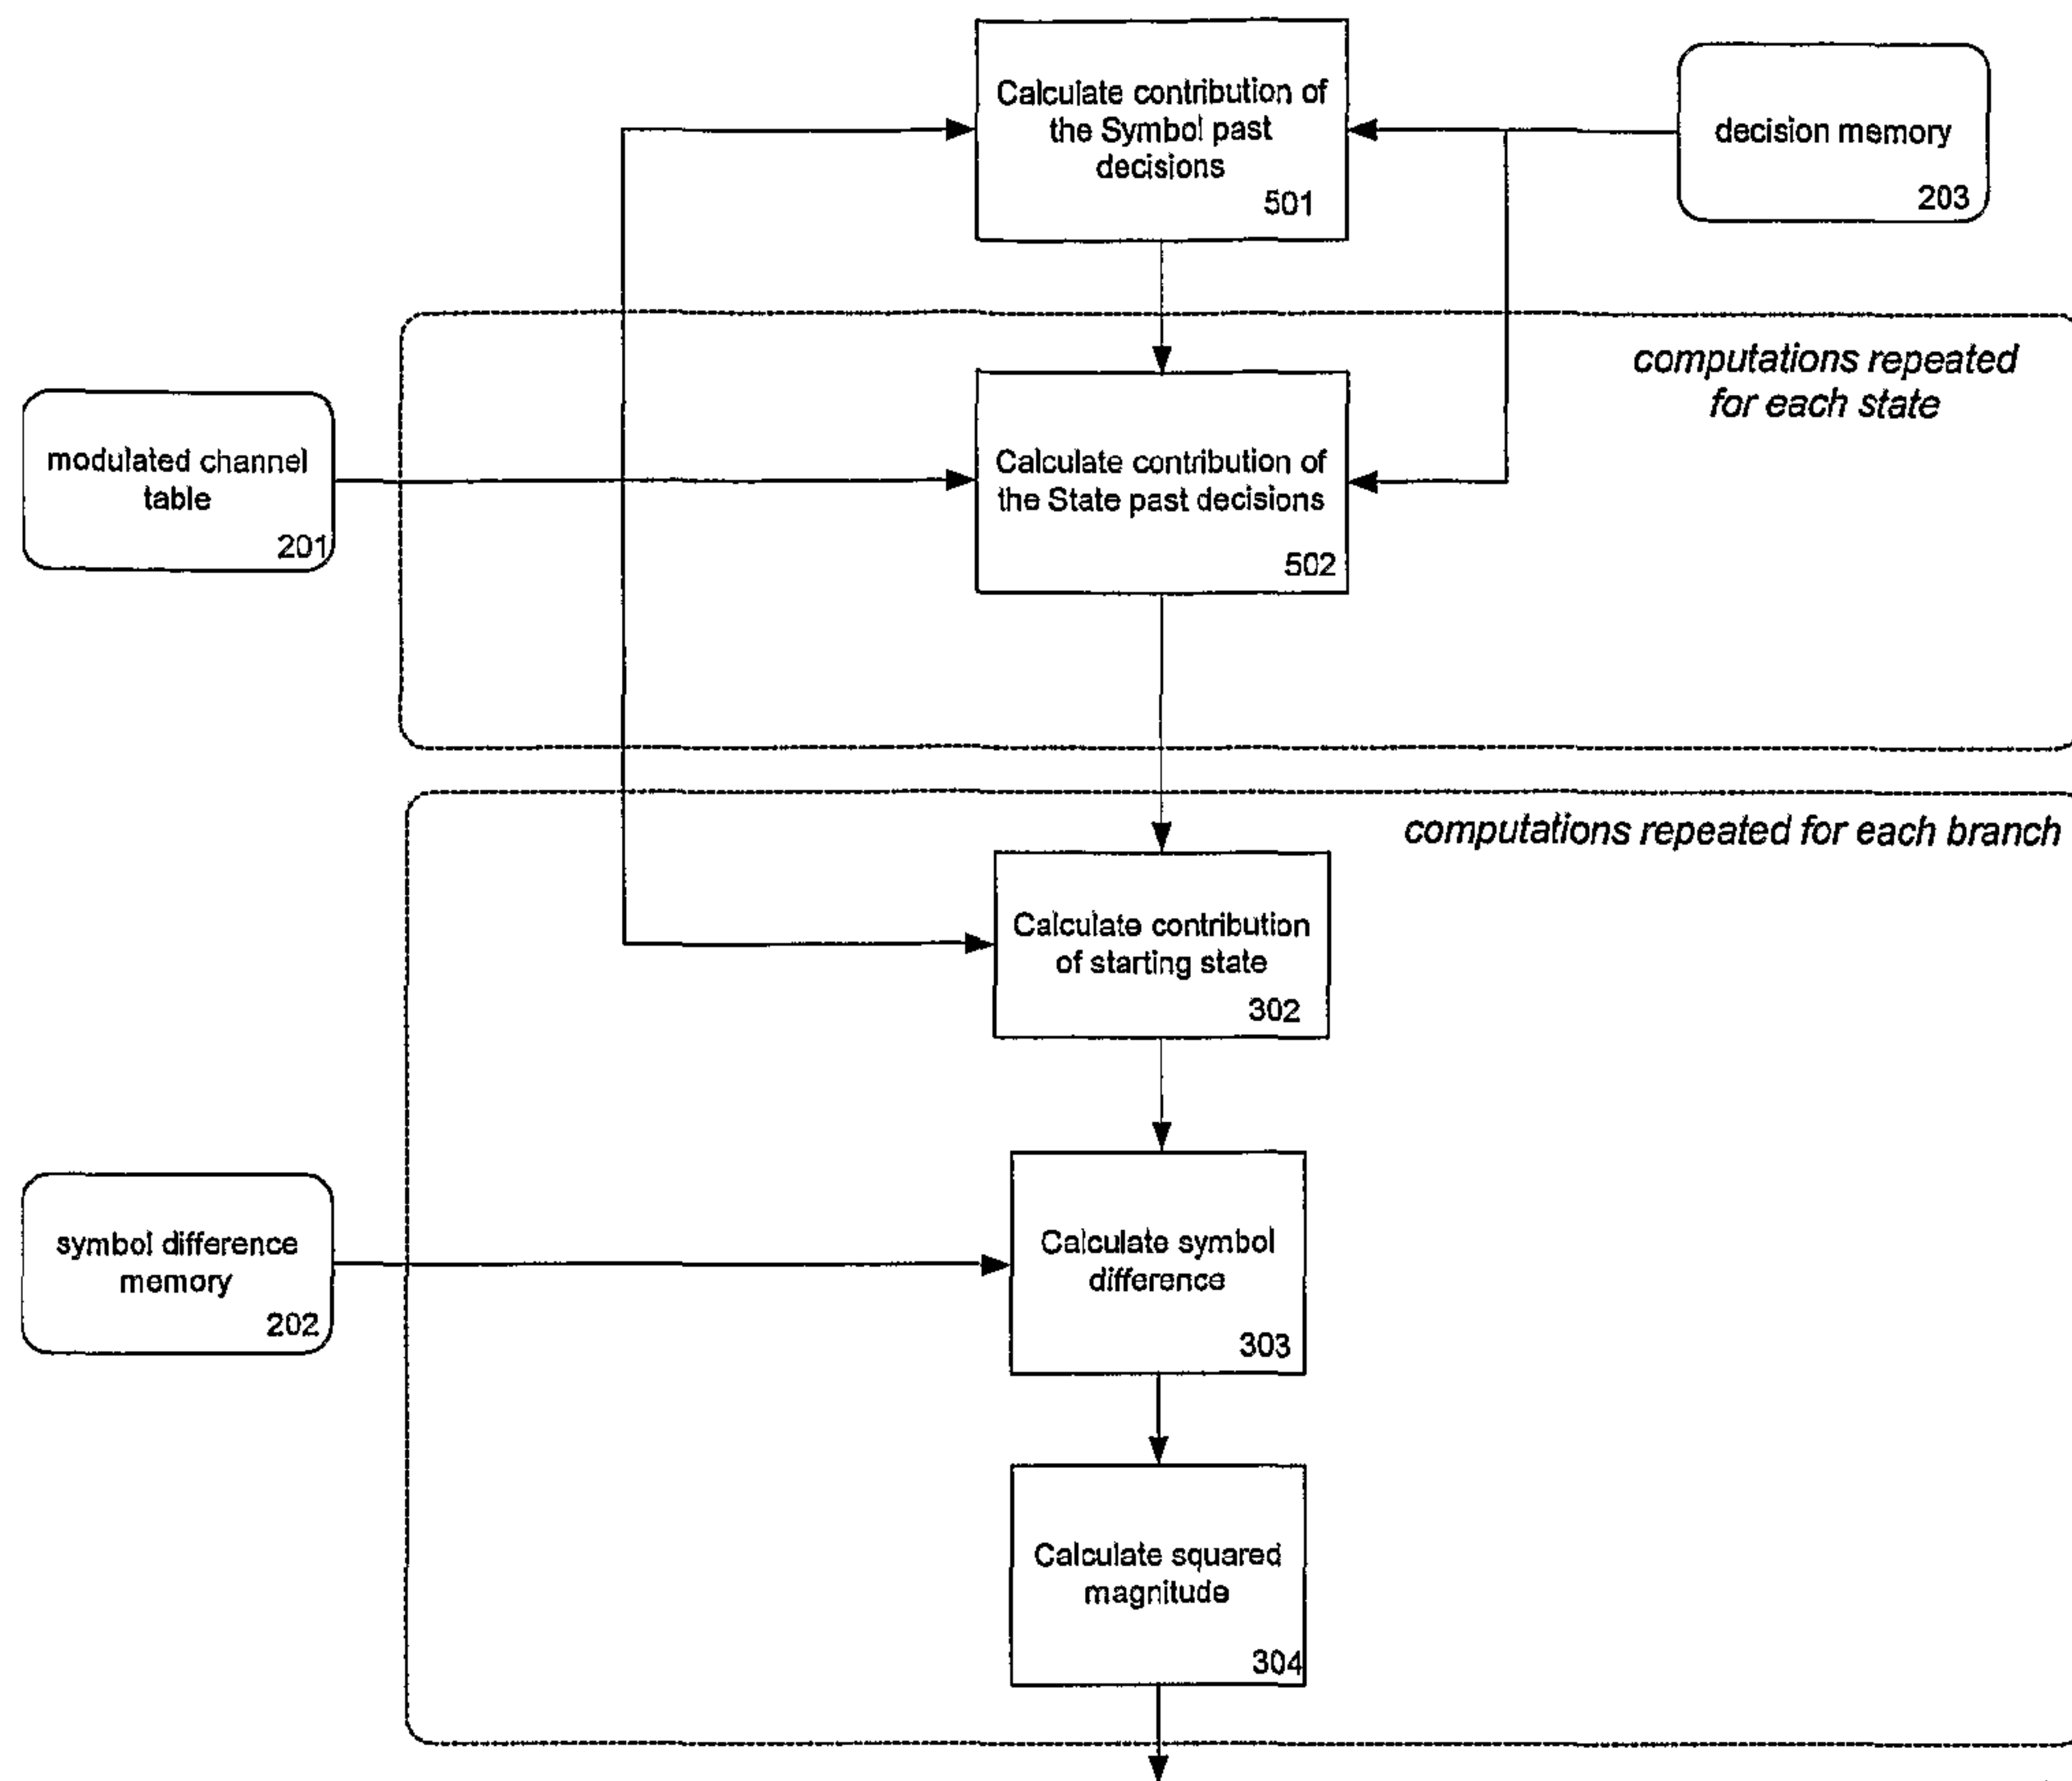 Calculate contribution of
the Symbol past
decisions
501
decision memory
203
computations repeated
for each state
modulated channel
table
201
Calculate contribution of
the State past decisions
502
computations repeated for each branch
Calculate contribution
of starting state
302
symbol difference
memory
202
Calculate symbol
difference
303
Calculate squared
magnitude
304